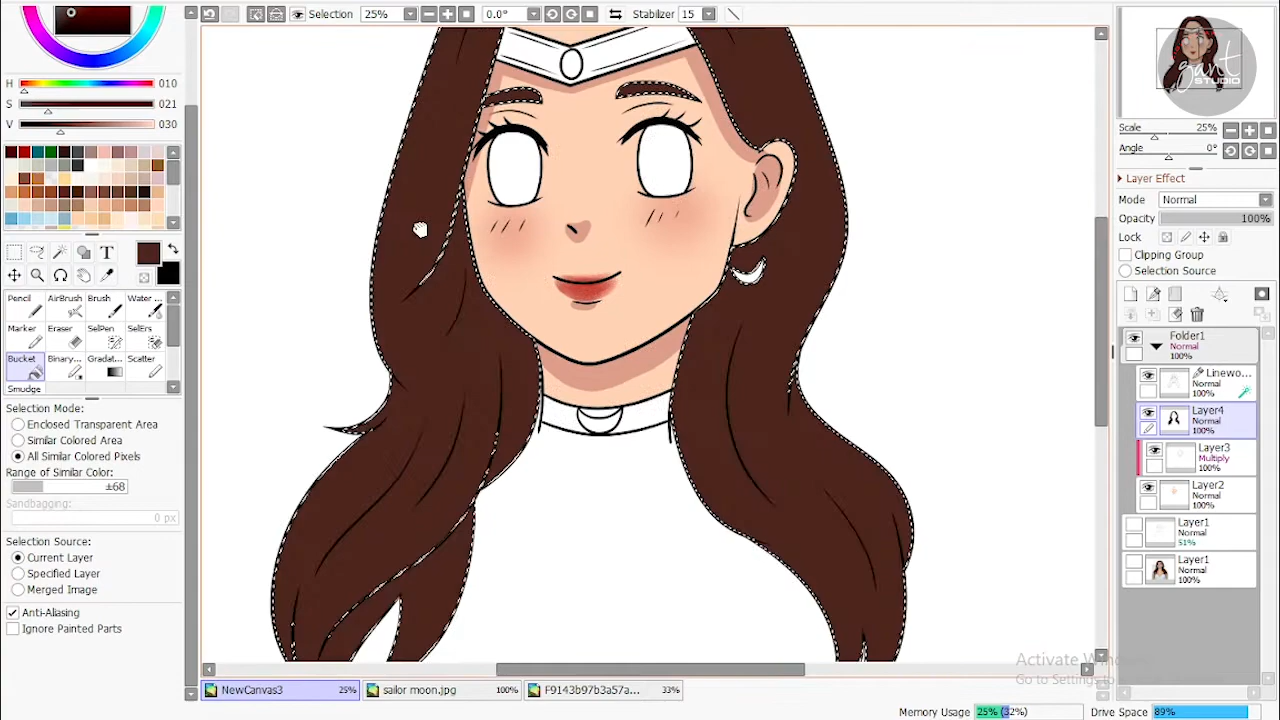 Selection 25% 0.0° Stabilizer 15
H 010
S 021
V 030
T
Pencil AirBrush Brush Water ...
Marker Eraser SelPen SelErs
Bucket Binary... Gradat... Scatter
Smudge
Selection Mode:
Enclosed Transparent Area
Similar Colored Area
All Similar Colored Pixels
Range of Similar Color:
±68
Sandbagging:
0 px
Selection Source:
Current Layer
Specified Layer
Merged Image
Anti-Aliasing
Ignore Painted Parts
gant
STUDIO
Scale 25%
Angle 0°
Layer Effect
Mode Normal
Opacity 100%
Lock
Clipping Group
Selection Source
Folder1
Normal
100%
Linewo...
Normal
100%
Layer4
Normal
100%
Layer3
Multiply
100%
Layer2
Normal
100%
Layer1
Normal
51%
Layer1
Normal
100%
NewCanvas3 25%
100%
F9143b97b3a57... 33%
Memory Usage 25% (32%) Drive Space 89%